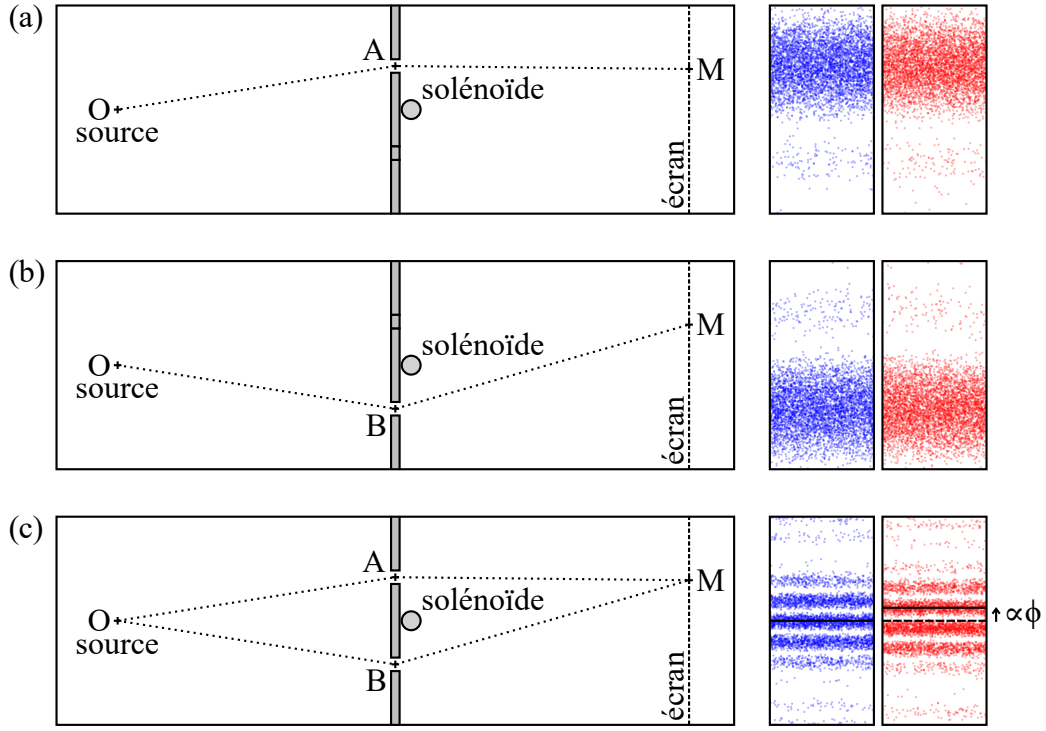 (a)
A
O
source
solénoïde
M
écran
(b)
O
source
solénoïde
B
M
écran
(c)
A
O
source
solénoïde
B
M
écran
∝ϕ